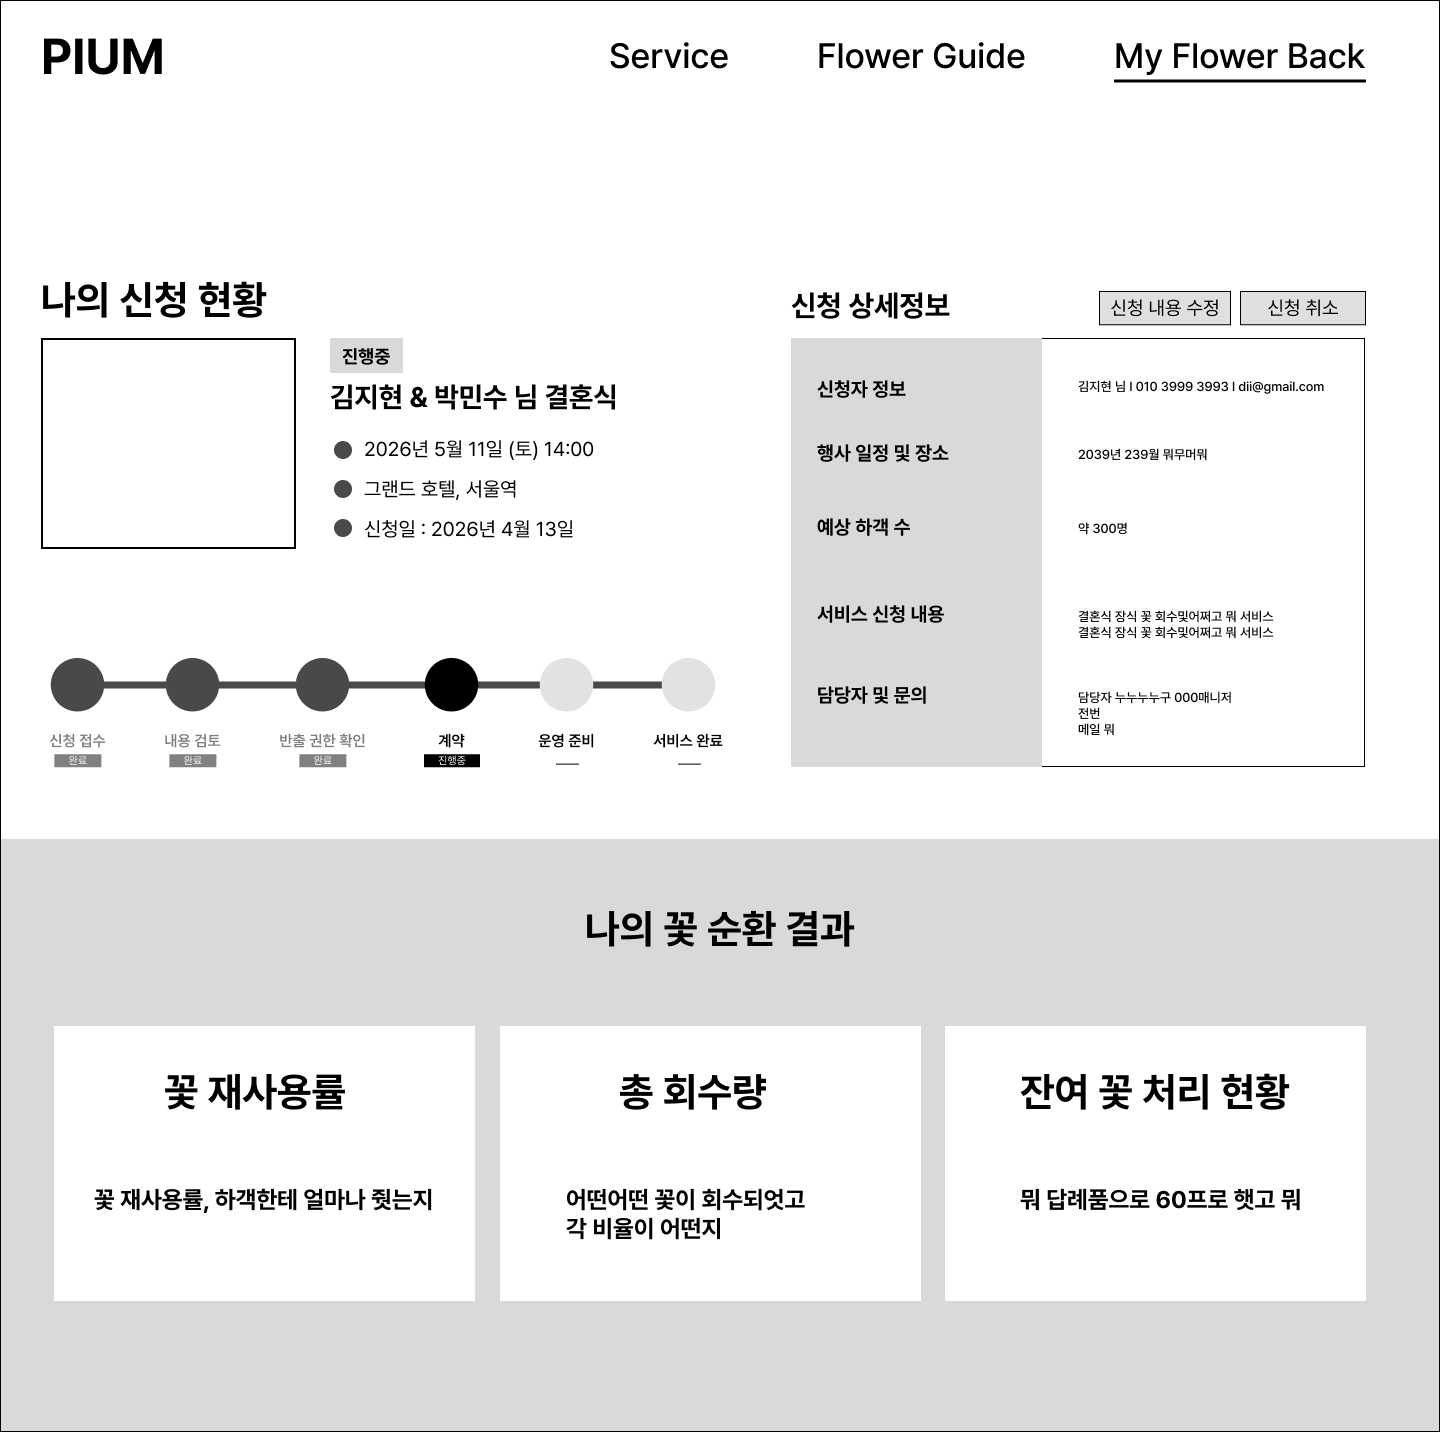 PIUM
Service
Flower Guide
My Flower Back
나의 신청 현황
진행중
김지현 & 박민수 님 결혼식
2026년 5월 11일 (토) 14:00
그랜드 호텔, 서울역
신청일 : 2026년 4월 13일
신청 접수
완료
내용 검토
완료
반출 권한 확인
완료
계약
진행중
운영 준비
서비스 완료
신청 상세정보
신청 내용 수정
신청 취소
신청자 정보
김지현 님 I 010 3999 3993 I dii@gmail.com
행사 일정 및 장소
2039년 239월 뭐무머뭐
예상 하객 수
약 300명
서비스 신청 내용
결혼식 장식 꽃 회수및어쩌고 뭐 서비스
결혼식 장식 꽃 회수및어쩌고 뭐 서비스
담당자 및 문의
담당자 누누누누구 000매니저
전번
메일 뭐
나의 꽃 순환 결과
꽃 재사용률
꽃 재사용률, 하객한테 얼마나 줫는지
총 회수량
어떤어떤 꽃이 회수되엇고
각 비율이 어떤지
잔여 꽃 처리 현황
뭐 답례품으로 60프로 햇고 뭐